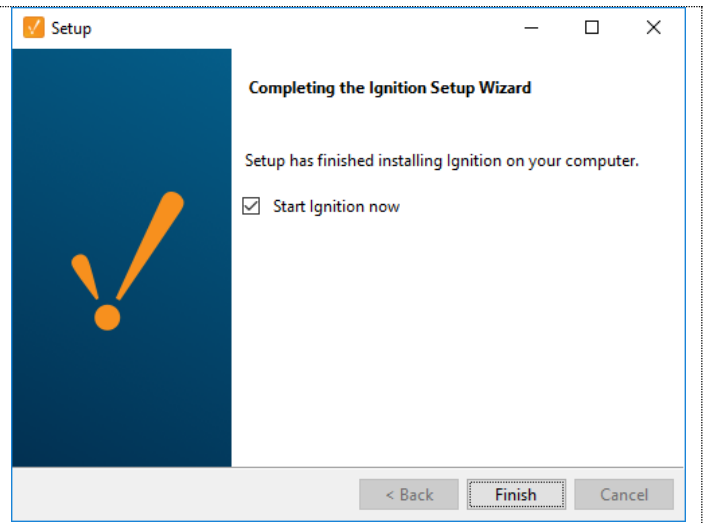 Setup
Completing the Ignition Setup Wizard
Setup has finished installing Ignition on your computer.
Start Ignition now
< Back
Finish
Cancel